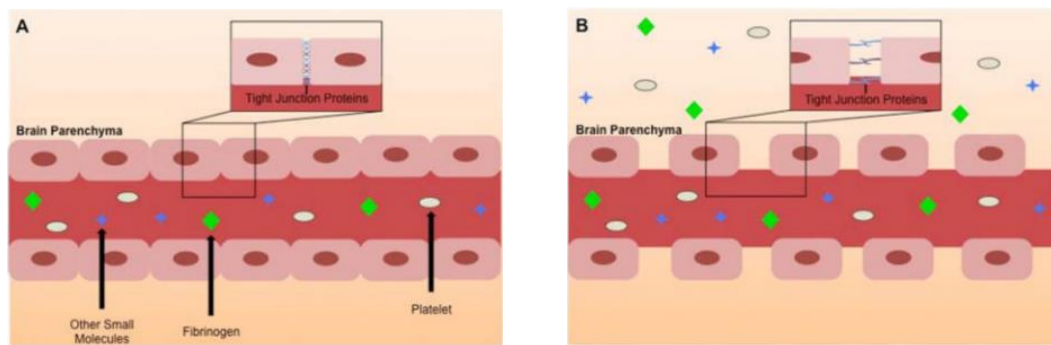 A
Tight Junction Proteins
Brain Parenchyma
Other Small
Molecules
Fibrinogen
Platelet
B
Tight Junction Proteins
Brain Parenchyma